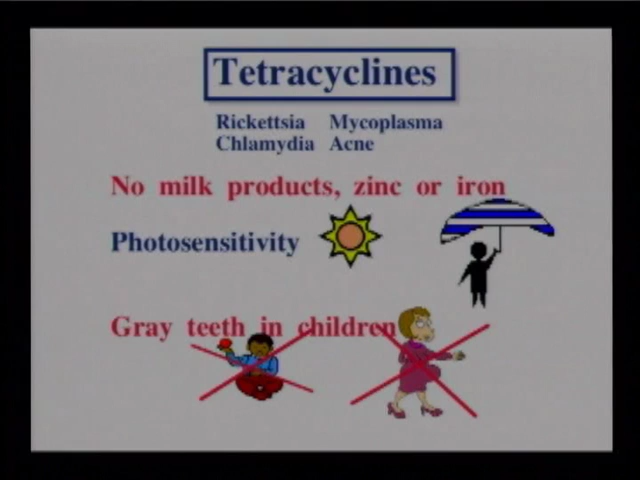 Tetracyclines
Rickettsia Mycoplasma
Chlamydia Acne
No milk products, zinc or iron
Photosensitivity
Gray teeth in children